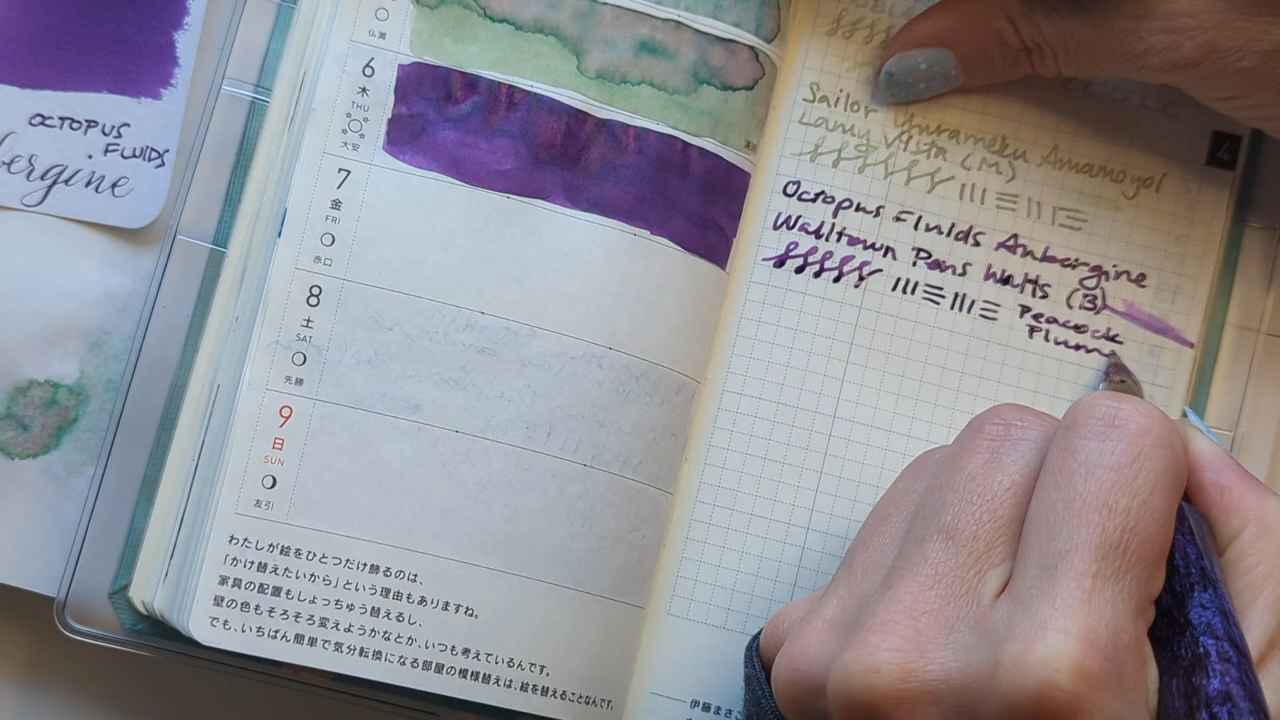 OCTOPUS
FLUIDS
仏滅
6
木
THU
大安
7
金
FRI
赤口
8
土
SAT
先勝
9
日
SUN
友引
わたしが絵をひとつだけ飾るのは、
「かけ替えたいから」という理由もありますね。
家具の配置もしょっちゅう替えるし、
壁の色もそろそろ変えようかなとか、いつも考えているんです。
でも、いちばん簡単で気分転換になる部屋の模様替えは、絵を替えることなんです。
4
Sailor Yurameku Amamoyoi
Lamy Vista (M)
Octopus Fluids Aubergine
Walltown Pens Watts (B)
Peacock
Plum
伊藤まさこ